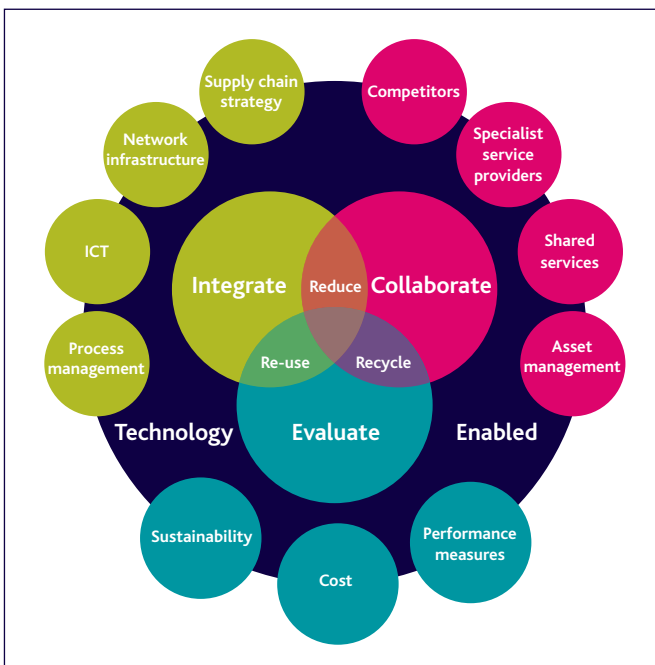 Supply chain
strategy
Competitors
Network
infrastructure
Specialist
service
providers
ICT
Shared
services
Integrate
Reduce
Collaborate
Process
management
Re-use
Recycle
Asset
management
Technology
Evaluate
Enabled
Sustainability
Cost
Performance
measures